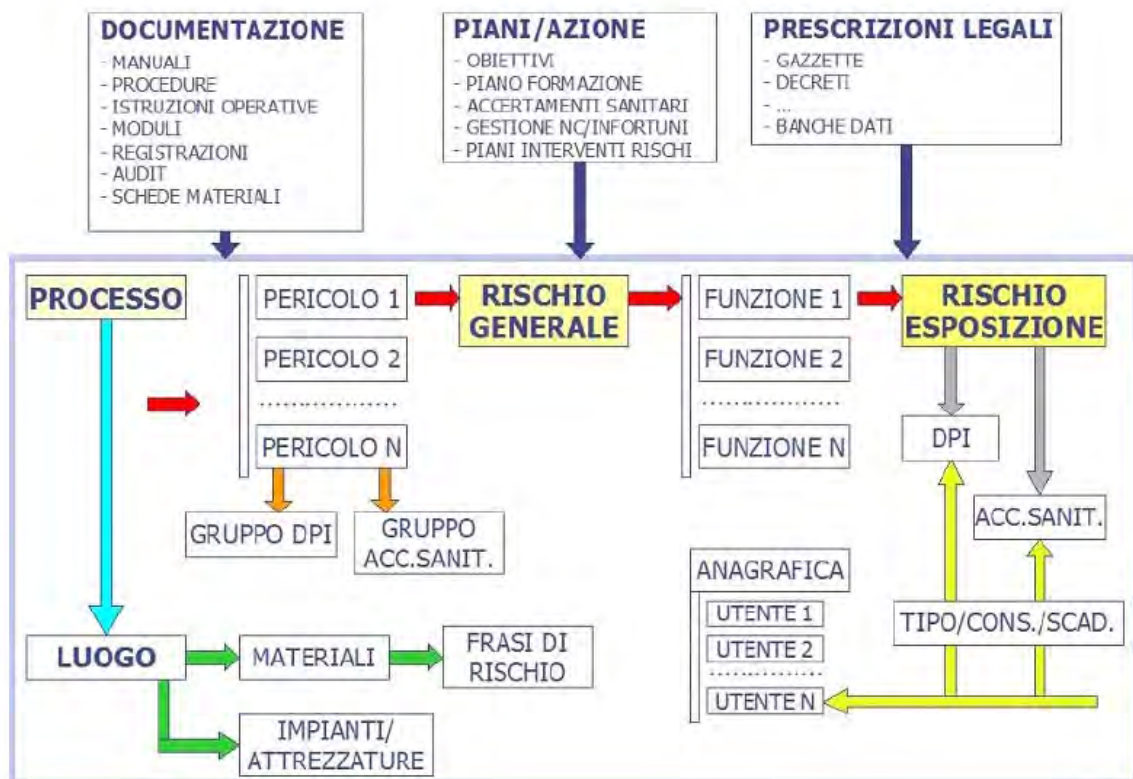 DOCUMENTAZIONE
- MANUALI
- PROCEDURE
- ISTRUZIONI OPERATIVE
- MODULI
- REGISTRAZIONI
- AUDIT
- SCHEDE MATERIALI
PIANI/AZIONE
- OBIETTIVI
- PIANO FORMAZIONE
- ACCERTAMENTI SANITARI
- GESTIONE NC/INFORTUNI
- PIANI INTERVENTI RISCHI
PRESCRIZIONI LEGALI
- GAZZETTE
- DECRETI
- ...
- BANCHE DATI
PROCESSO
PERICOLO 1
PERICOLO 2
....................
PERICOLO N
RISCHIO
GENERALE
FUNZIONE 1
FUNZIONE 2
....................
FUNZIONE N
RISCHIO
ESPOSIZIONE
DPI
ACC.SANIT.
GRUPPO DPI
GRUPPO
ACC.SANIT.
ANAGRAFICA
UTENTE 1
UTENTE 2
....................
UTENTE N
TIPO/CONS./SCAD.
LUOGO
MATERIALI
FRASI DI
RISCHIO
IMPIANTI/
ATTREZZATURE